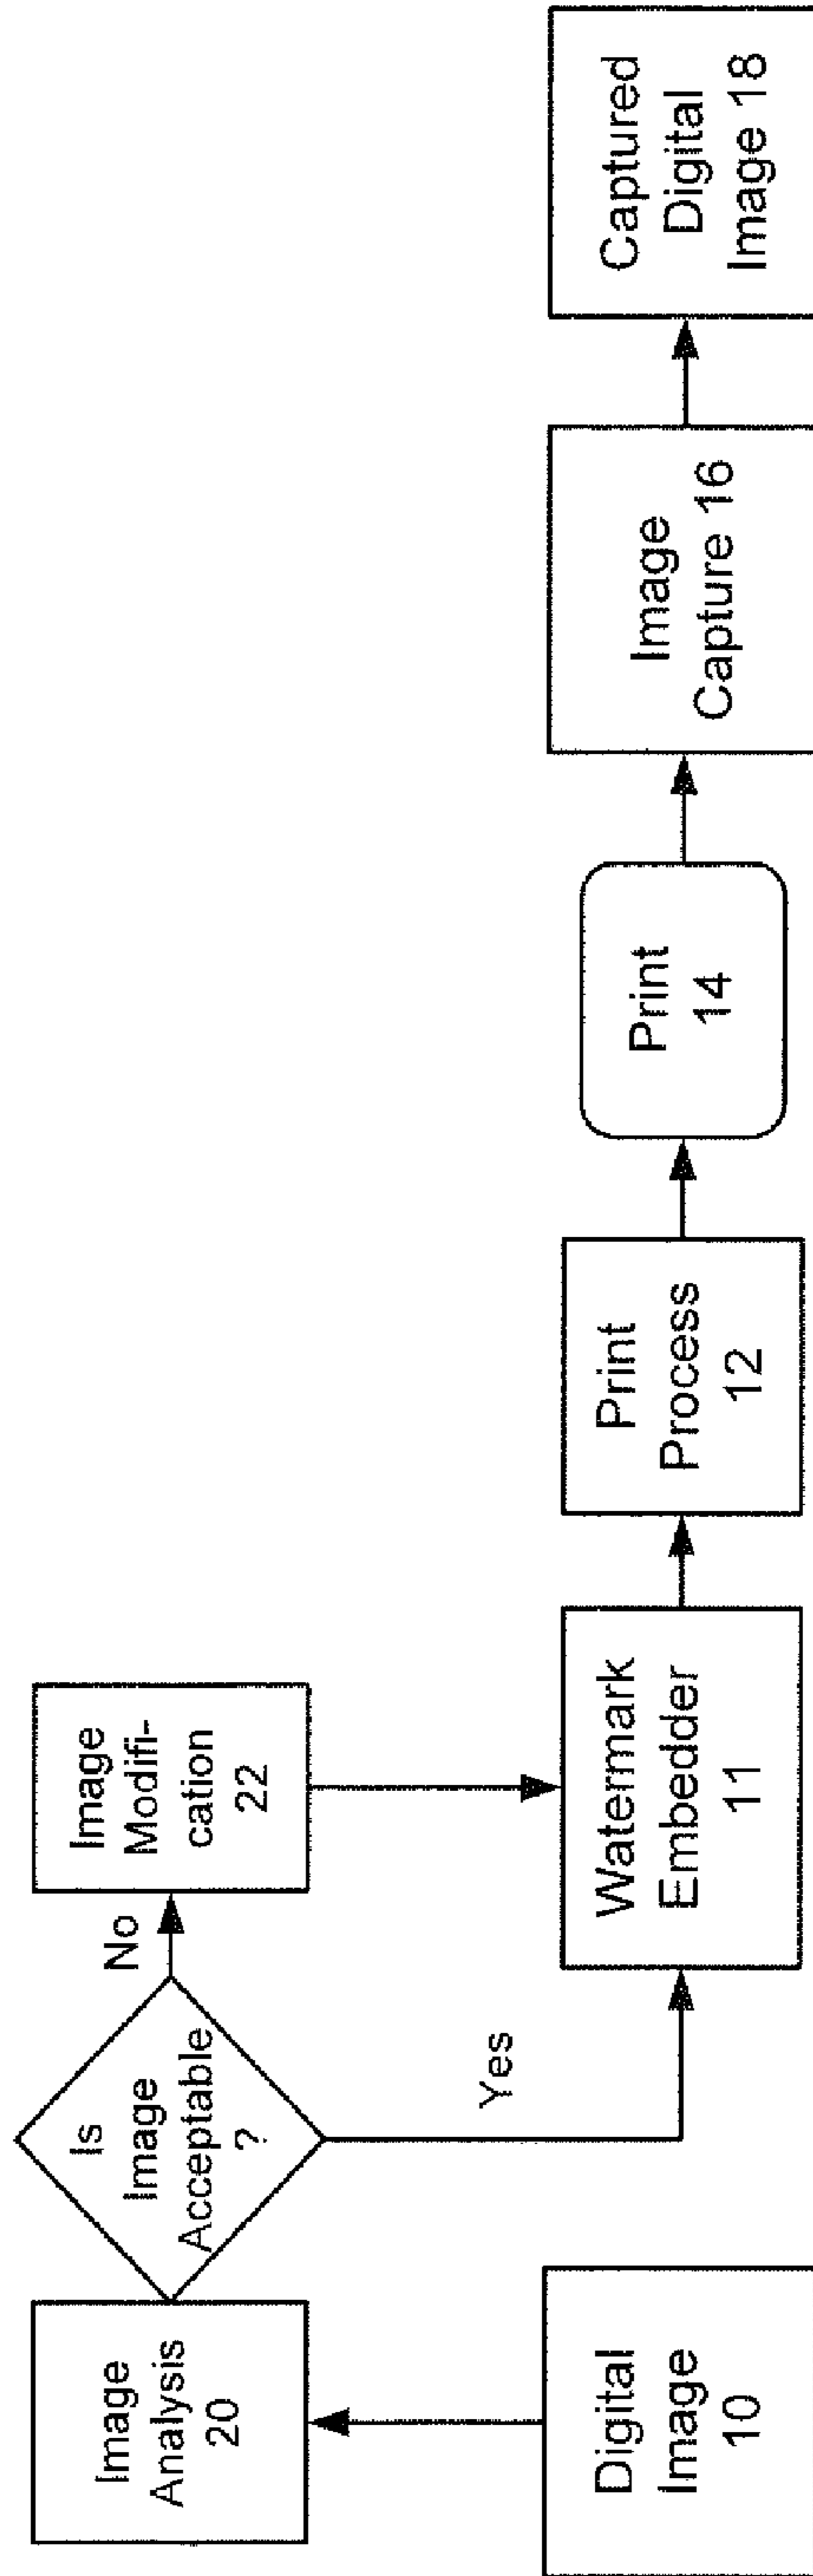 Digital
Image
10
Image
Analysis
20
Is
Image
Acceptable
?
No
Yes
Image
Modifi-
cation
22
Watermark
Embedder
11
Print
Process
12
Print
14
Image
Capture 16
Captured
Digital
Image 18